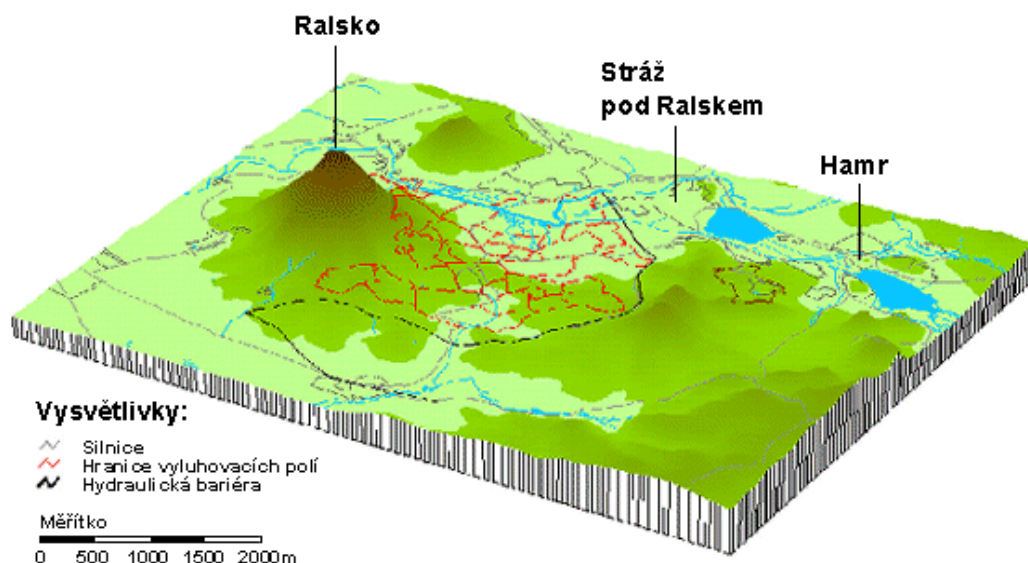 Ralsko
Stráž
pod Ralskem
Hamr
Vysvětlivky:
Silnice
Hranice vyluhovacích polí
Hydraulická bariéra
Měřítko
0 500 1000 1500 2000m